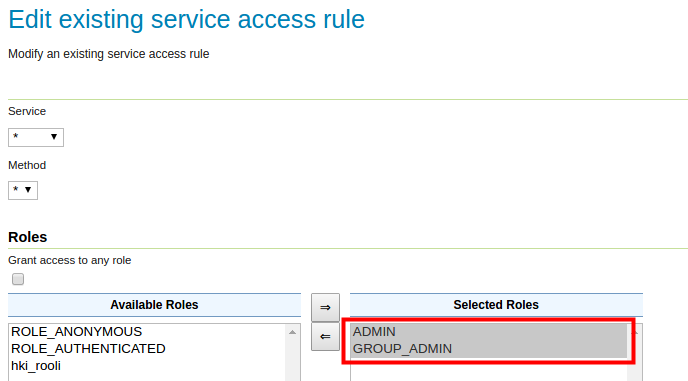 Edit existing service access rule
Modify an existing service access rule
Service
*
Method
*
Roles
Grant access to any role
Available Roles
⇒
Selected Roles
ROLE_ANONYMOUS
ROLE_AUTHENTICATED
hki_rooli
⇐
ADMIN
GROUP_ADMIN